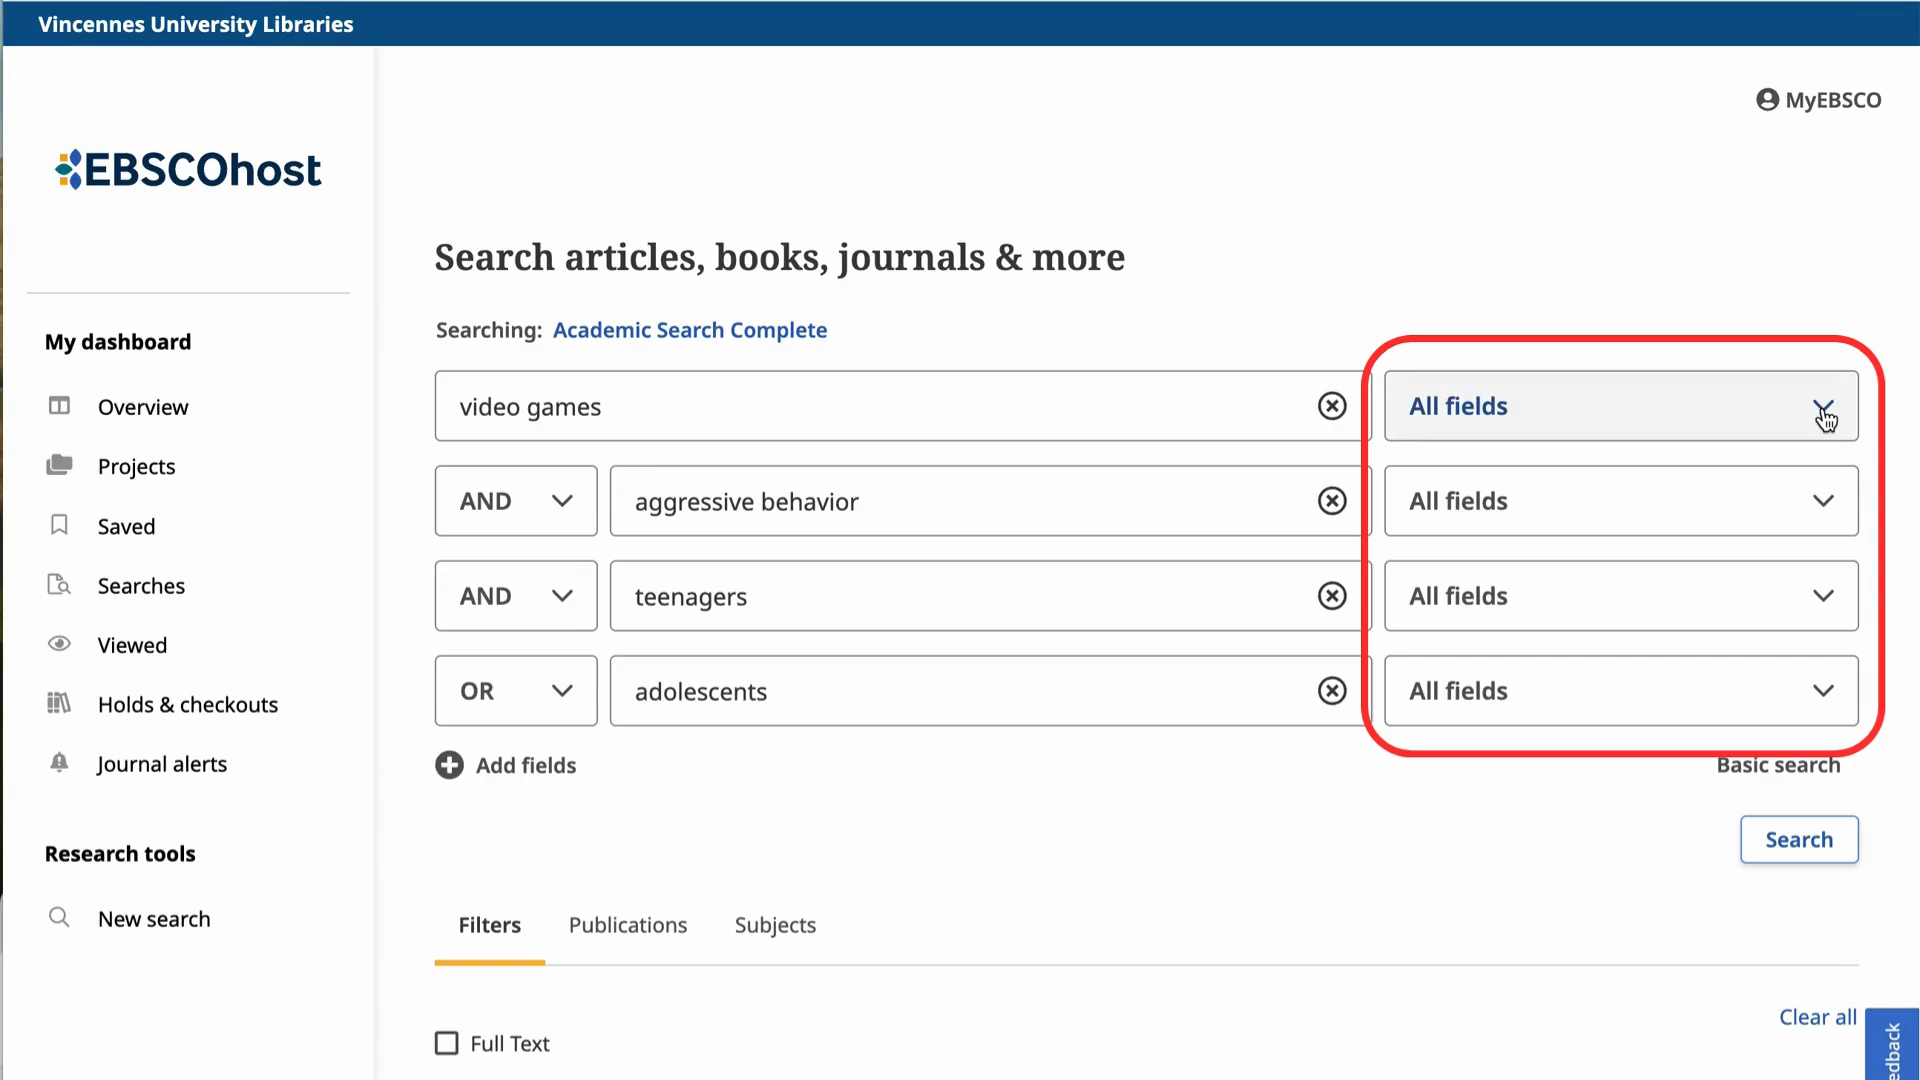 Vincennes University Libraries
MyEBSCO
EBSCOhost
Search articles, books, journals & more
Searching: Academic Search Complete
My dashboard
Overview
Projects
Saved
Searches
Viewed
Holds & checkouts
Journal alerts
Research tools
New search
video games
All fields
AND
aggressive behavior
All fields
AND
teenagers
All fields
OR
adolescents
All fields
Add fields
Basic search
Search
Filters
Publications
Subjects
Clear all
Full Text
edback